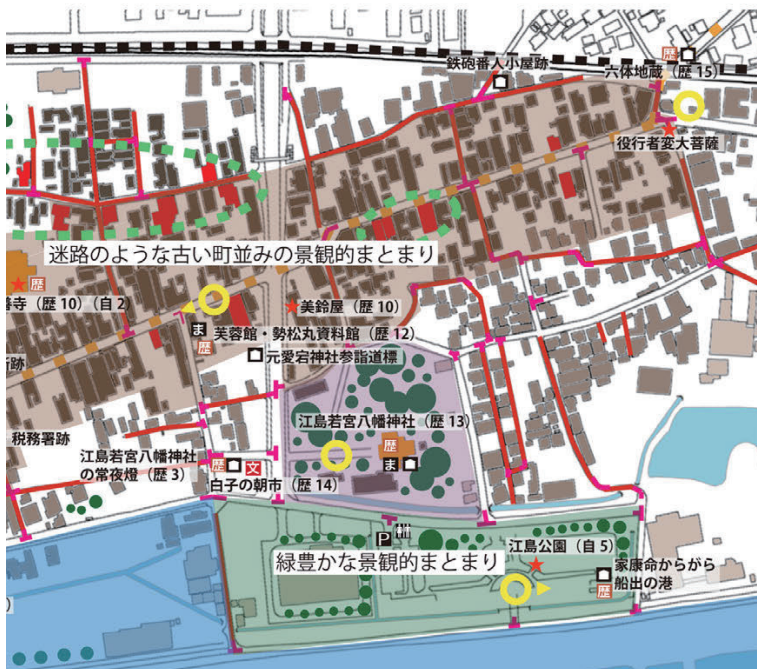 鉄砲番人小屋跡
歴
六体地蔵（歴 15）
役行者変大菩薩
迷路のような古い町並みの景観的まとまり
歴
善寺（歴 10）（自 2）
美鈴屋（歴 10）
ま
芙蓉館・勢松丸資料館（歴 12）
歴
元愛宕神社参詣道標
所跡
税務署跡
江島若宮八幡神社（歴 13）
歴
ま
江島若宮八幡神社
の常夜燈（歴 3）
歴
文
白子の朝市（歴 14）
P
江島公園（自 5）
緑豊かな景観的まとまり
家康命からがら
船出の港
歴
）